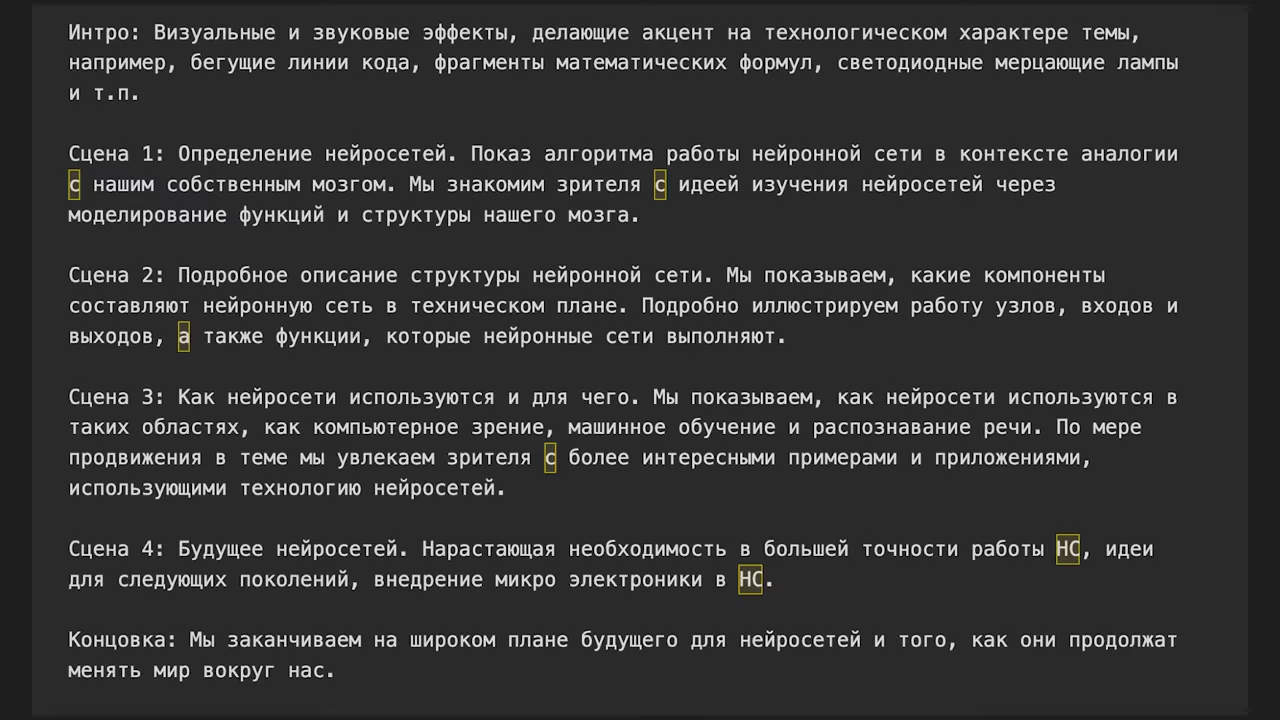 Интро: Визуальные и звуковые эффекты, делающие акцент на технологическом характере темы,
например, бегущие линии кода, фрагменты математических формул, светодиодные мерцающие лампы
и т.п.
Сцена 1: Определение нейросетей. Показ алгоритма работы нейронной сети в контексте аналогии
с нашим собственным мозгом. Мы знакомим зрителя с идеей изучения нейросетей через
моделирование функций и структуры нашего мозга.
Сцена 2: Подробное описание структуры нейронной сети. Мы показываем, какие компоненты
составляют нейронную сеть в техническом плане. Подробно иллюстрируем работу узлов, входов и
выходов, а также функции, которые нейронные сети выполняют.
Сцена 3: Как нейросети используются и для чего. Мы показываем, как нейросети используются в
таких областях, как компьютерное зрение, машинное обучение и распознавание речи. По мере
продвижения в теме мы увлекаем зрителя с более интересными примерами и приложениями,
использующими технологию нейросетей.
Сцена 4: Будущее нейросетей. Нарастающая необходимость в большей точности работы НС, идеи
для следующих поколений, внедрение микро электроники в НС.
Концовка: Мы заканчиваем на широком плане будущего для нейросетей и того, как они продолжат
менять мир вокруг нас.